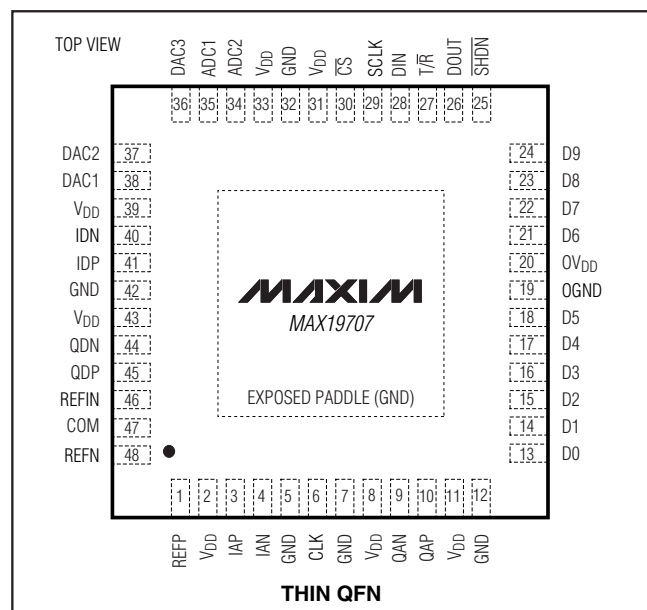 TOP VIEW
DAC3 ADC1 ADC2 VDD GND VDD C̅S̅ SCLK DIN T̅/R DOUT S̅H̅D̅N̅
36 35 34 33 32 31 30 29 28 27 26 25
DAC2 37 24 D9
DAC1 38 23 D8
VDD 39 22 D7
IDN 40 21 D6
IDP 41 20 OVDD
GND 42 19 OGND
VDD 43 18 D5
QDN 44 17 D4
QDP 45 16 D3
REFIN 46 15 D2
COM 47 14 D1
REFN 48 13 D0
MAXIM
MAX19707
EXPOSED PADDLE (GND)
1 2 3 4 5 6 7 8 9 10 11 12
REFP VDD IAP IAN GND CLK GND VDD QAN QAP VDD GND
THIN QFN